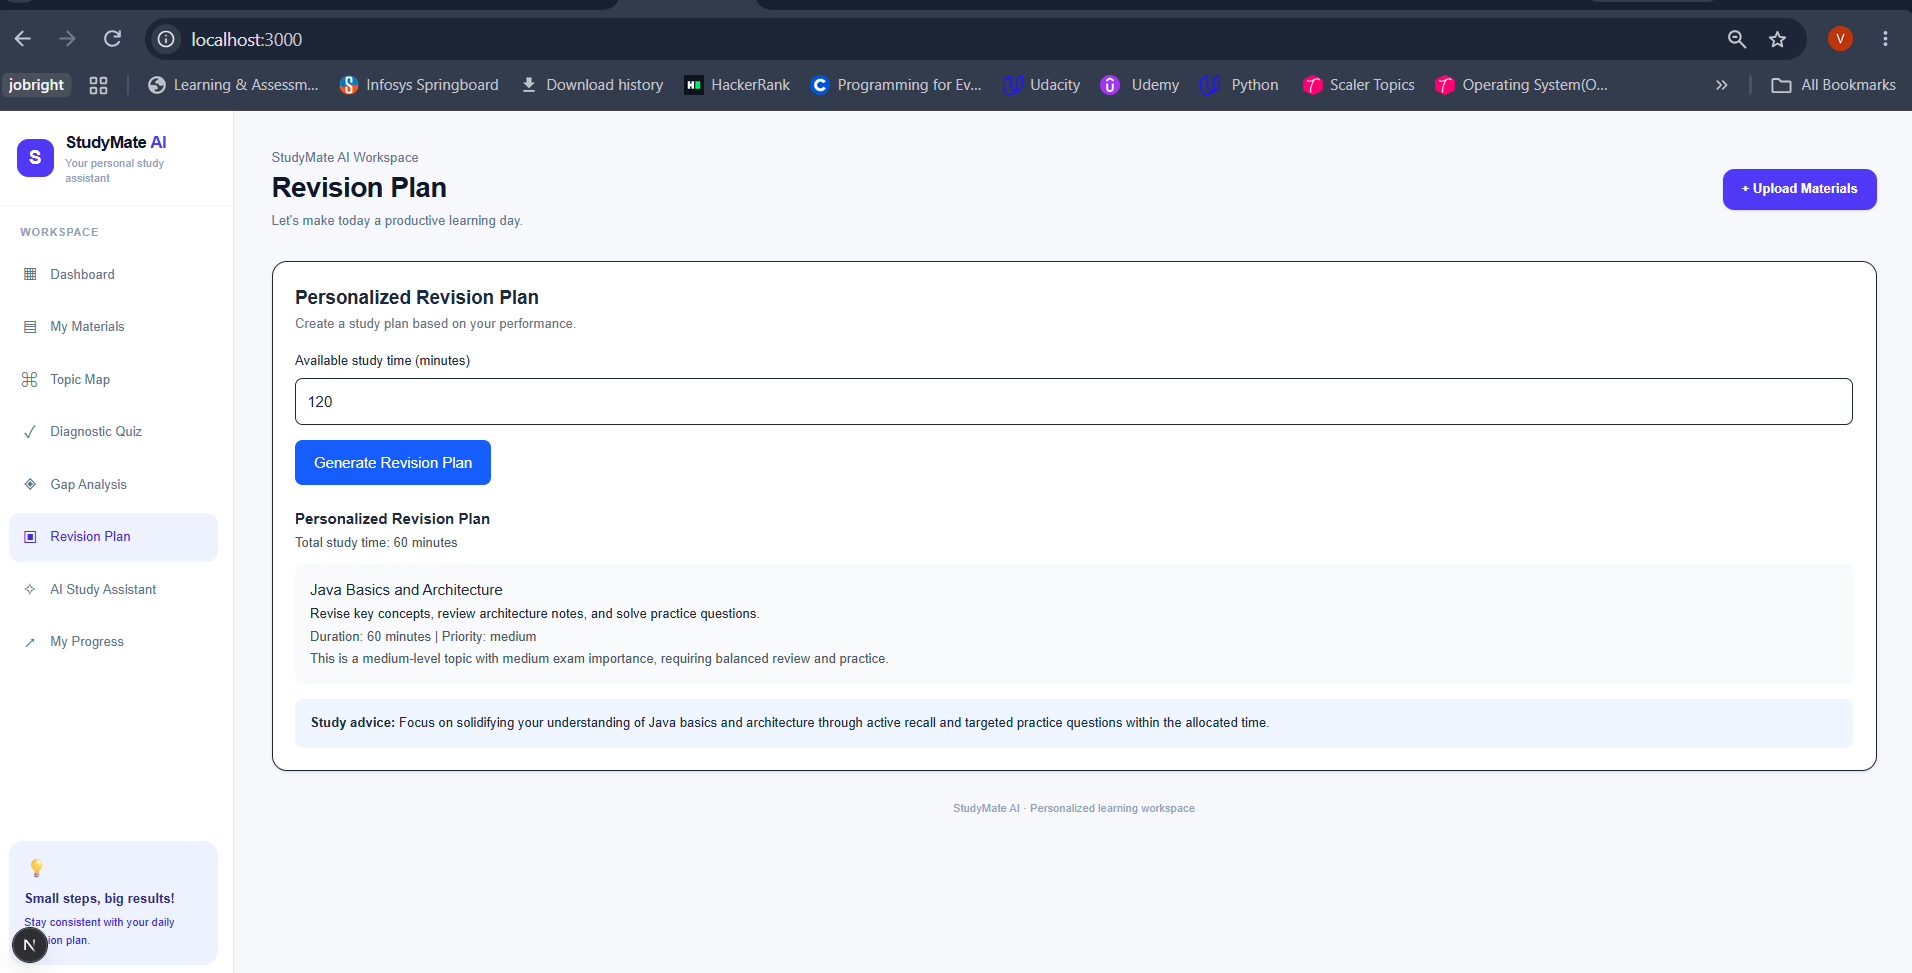 localhost:3000
V
jobright
Learning & Assessm...
Infosys Springboard
Download history
HackerRank
Programming for Ev...
Udacity
Udemy
Python
Scaler Topics
Operating System(O...
All Bookmarks
S
StudyMate AI
Your personal study
assistant
WORKSPACE
Dashboard
My Materials
Topic Map
Diagnostic Quiz
Gap Analysis
Revision Plan
AI Study Assistant
My Progress
Small steps, big results!
Stay consistent with your daily
ion plan.
N
StudyMate AI Workspace
Revision Plan
Let's make today a productive learning day.
+ Upload Materials
Personalized Revision Plan
Create a study plan based on your performance.
Available study time (minutes)
120
Generate Revision Plan
Personalized Revision Plan
Total study time: 60 minutes
Java Basics and Architecture
Revise key concepts, review architecture notes, and solve practice questions.
Duration: 60 minutes | Priority: medium
This is a medium-level topic with medium exam importance, requiring balanced review and practice.
Study advice: Focus on solidifying your understanding of Java basics and architecture through active recall and targeted practice questions within the allocated time.
StudyMate AI · Personalized learning workspace